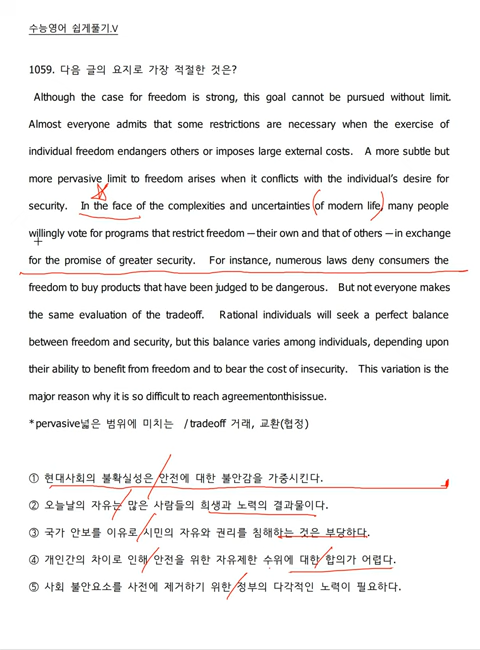 수능영어 쉽게풀기.V
1059. 다음 글의 요지로 가장 적절한 것은?
Although the case for freedom is strong, this goal cannot be pursued without limit.
Almost everyone admits that some restrictions are necessary when the exercise of
individual freedom endangers others or imposes large external costs. A more subtle but
more pervasive limit to freedom arises when it conflicts with the individual's desire for
security. In the face of the complexities and uncertainties of modern life, many people
willingly vote for programs that restrict freedom —their own and that of others —in exchange
for the promise of greater security. For instance, numerous laws deny consumers the
freedom to buy products that have been judged to be dangerous. But not everyone makes
the same evaluation of the tradeoff. Rational individuals will seek a perfect balance
between freedom and security, but this balance varies among individuals, depending upon
their ability to benefit from freedom and to bear the cost of insecurity. This variation is the
major reason why it is so difficult to reach agreementonthisissue.
*pervasive넓은 범위에 미치는 /tradeoff 거래, 교환(협정)
① 현대사회의 불확실성은 안전에 대한 불안감을 가중시킨다.
② 오늘날의 자유는 많은 사람들의 희생과 노력의 결과물이다.
③ 국가 안보를 이유로 시민의 자유와 권리를 침해하는 것은 부당하다.
④ 개인간의 차이로 인해 안전을 위한 자유제한 수위에 대한 합의가 어렵다.
⑤ 사회 불안요소를 사전에 제거하기 위한 정부의 다각적인 노력이 필요하다.